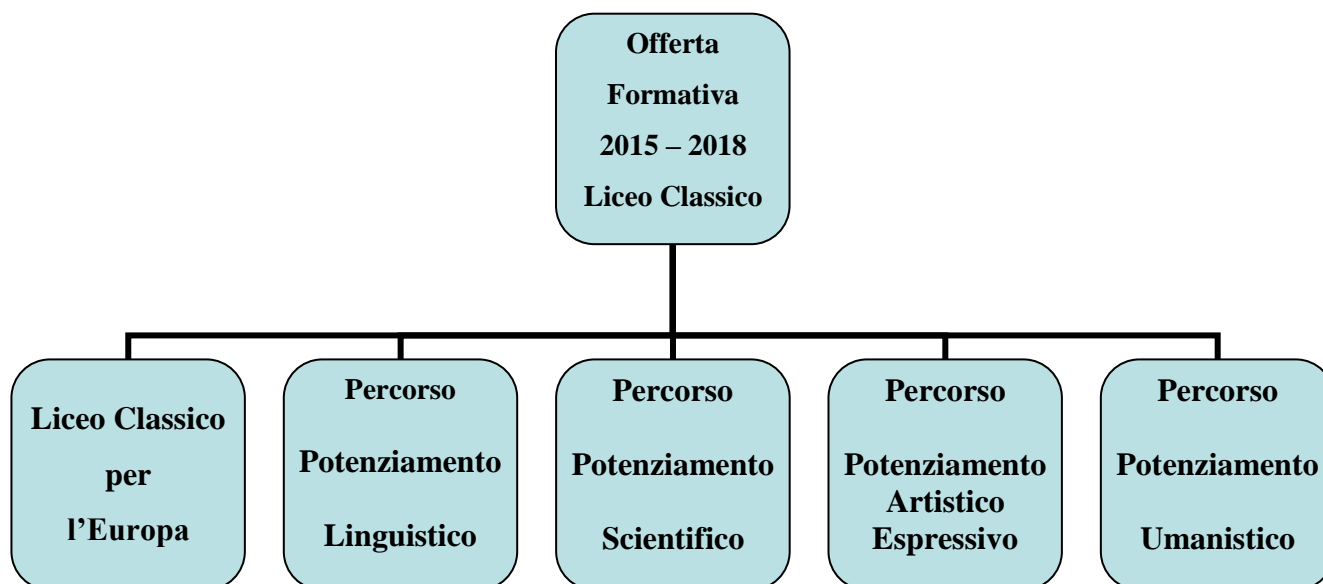 Offerta
Formativa
2015 – 2018
Liceo Classico
Liceo Classico
per
l’Europa
Percorso
Potenziamento
Linguistico
Percorso
Potenziamento
Scientifico
Percorso
Potenziamento
Artistico
Espressivo
Percorso
Potenziamento
Umanistico